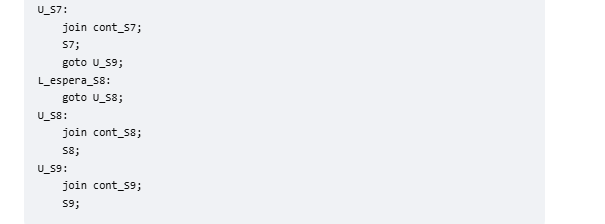 U_S7:
join cont_S7;
S7;
goto U_S9;
L_espera_S8:
goto U_S8;
U_S8:
join cont_S8;
S8;
U_S9:
join cont_S9;
S9;